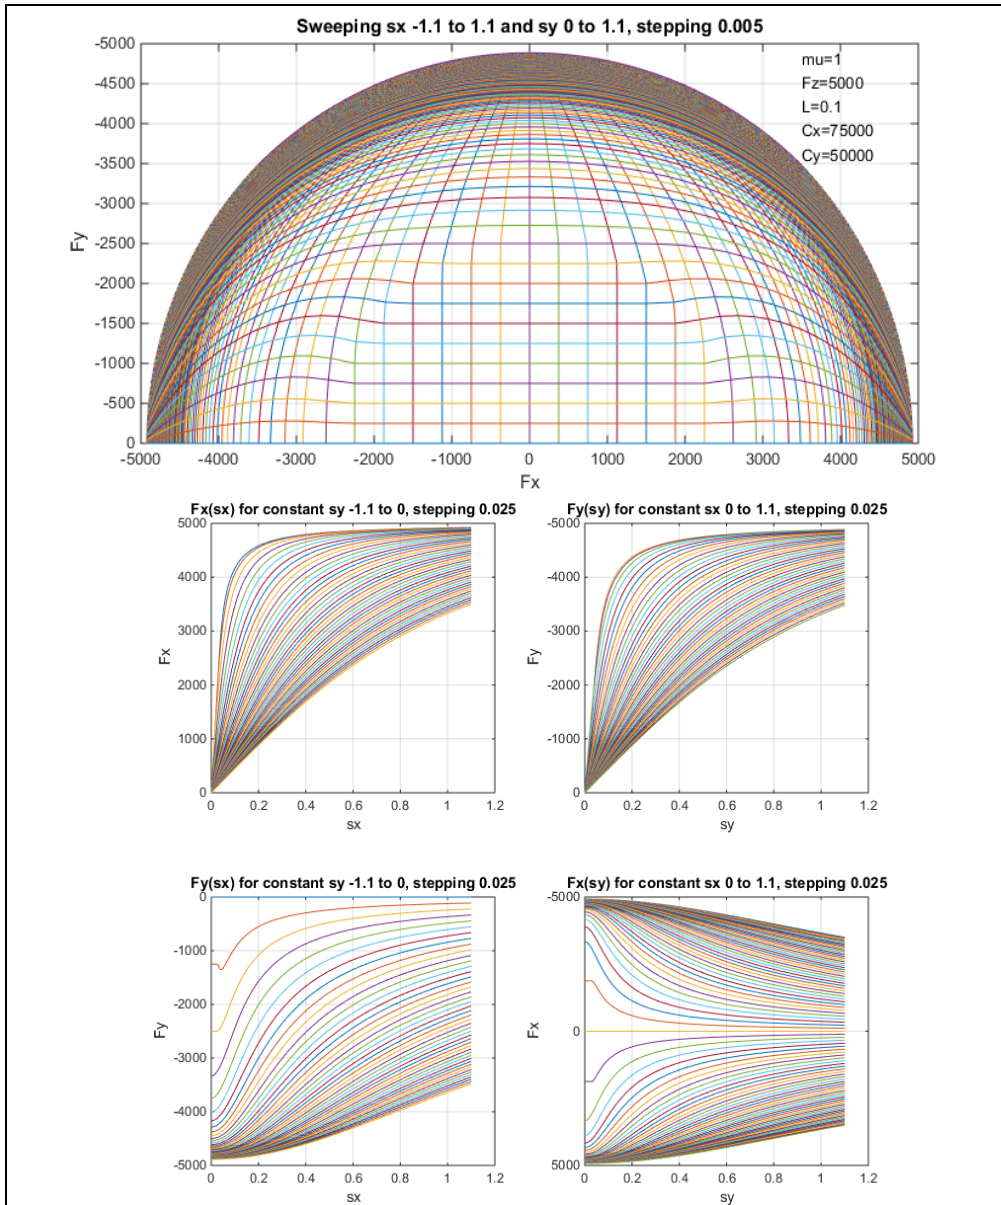 Sweeping sx -1.1 to 1.1 and sy 0 to 1.1, stepping 0.005
-5000
-4500
-4000
-3500
-3000
-2500
-2000
-1500
-1000
-500
0
Fy
mu=1
Fz=5000
L=0.1
Cx=75000
Cy=50000
-5000 -4000 -3000 -2000 -1000 0 1000 2000 3000 4000 5000
Fx
Fx(sx) for constant sy -1.1 to 0, stepping 0.025
5000
4000
3000
2000
1000
0
Fx
0 0.2 0.4 0.6 0.8 1 1.2
sx
Fy(sy) for constant sx 0 to 1.1, stepping 0.025
-5000
-4000
-3000
-2000
-1000
0
Fy
0 0.2 0.4 0.6 0.8 1 1.2
sy
Fy(sx) for constant sy -1.1 to 0, stepping 0.025
0
-1000
-2000
-3000
-4000
-5000
Fy
0 0.2 0.4 0.6 0.8 1 1.2
sx
Fx(sy) for constant sx 0 to 1.1, stepping 0.025
-5000
0
5000
Fx
0 0.2 0.4 0.6 0.8 1 1.2
sy